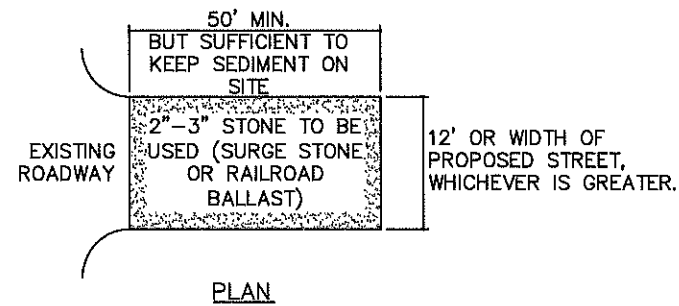 50' MIN.
BUT SUFFICIENT TO
KEEP SEDIMENT ON
SITE
2"-3" STONE TO BE
USED (SURGE STONE
OR RAILROAD
BALLAST)
EXISTING
ROADWAY
12' OR WIDTH OF
PROPOSED STREET,
WHICHEVER IS GREATER.
PLAN